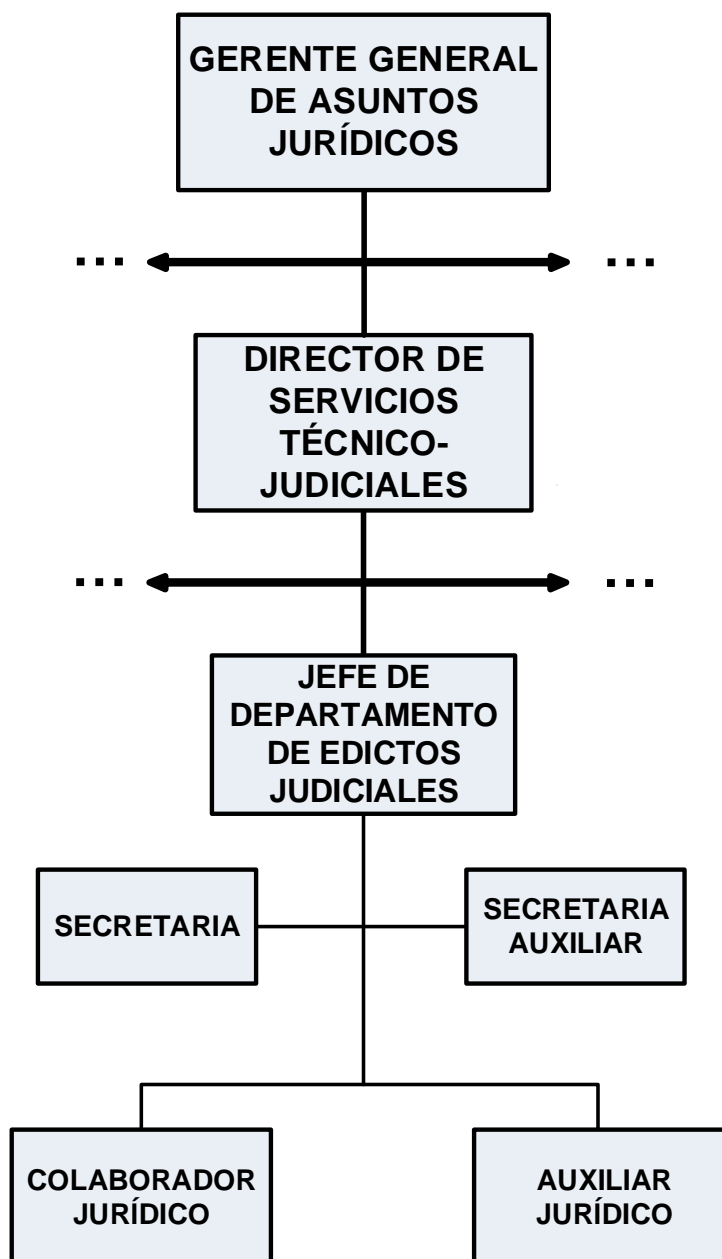 GERENTE GENERAL
DE ASUNTOS
JURÍDICOS
... ...
DIRECTOR DE
SERVICIOS
TÉCNICO-
JUDICIALES
... ...
JEFE DE
DEPARTAMENTO
DE EDICTOS
JUDICIALES
SECRETARIA
SECRETARIA
AUXILIAR
COLABORADOR
JURÍDICO
AUXILIAR
JURÍDICO